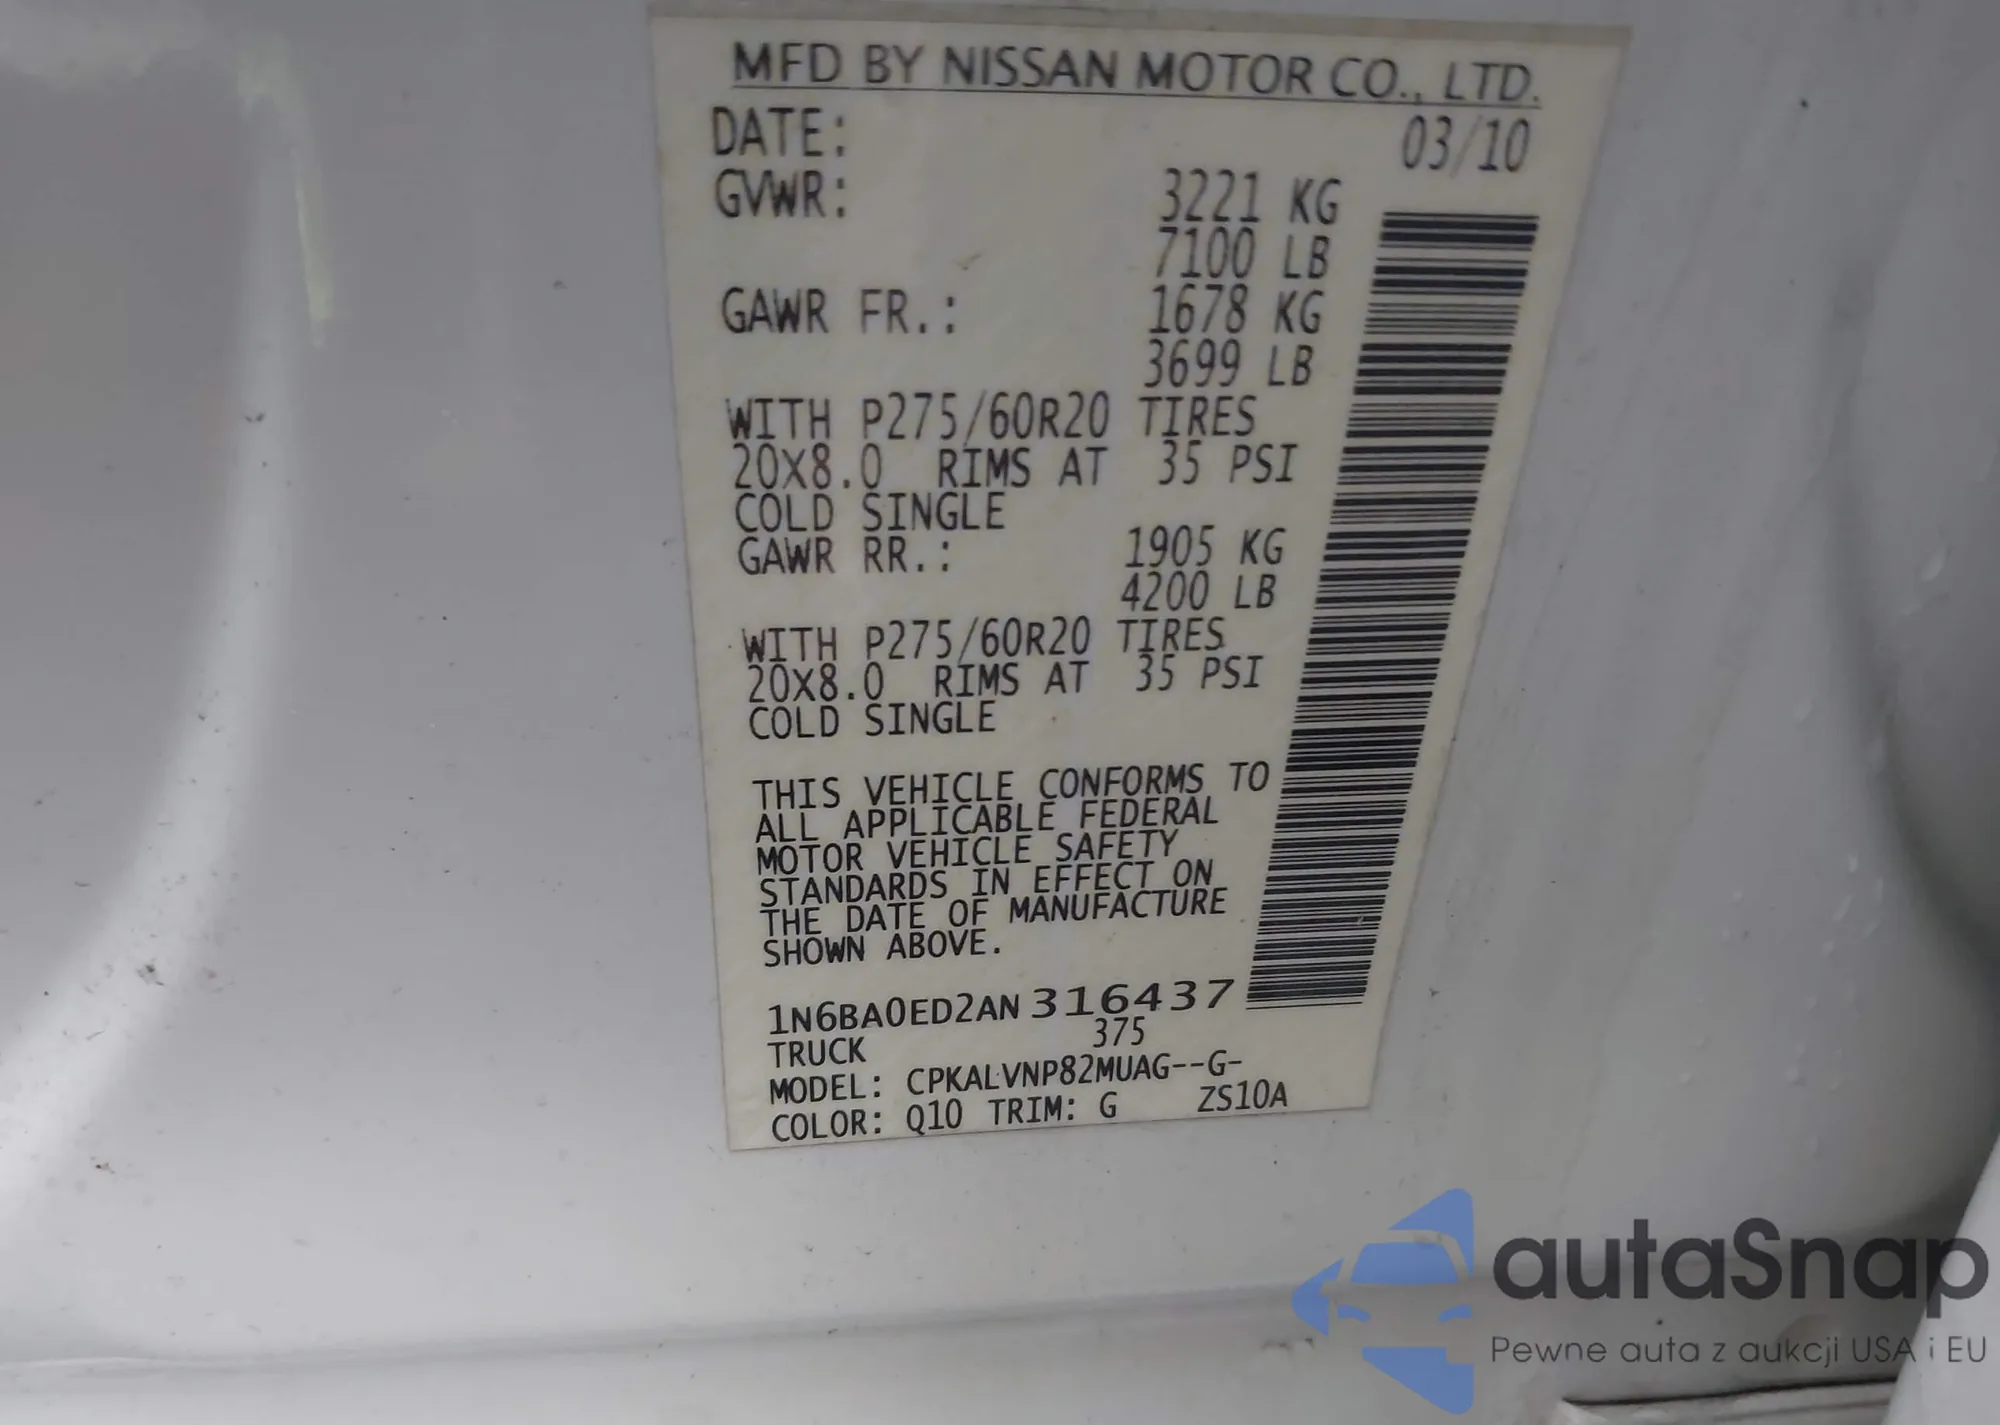 MFD BY NISSAN MOTOR CO., LTD.
DATE: 03/10
GVWR: 3221 KG
7100 LB
GAWR FR.: 1678 KG
3699 LB
WITH P275/60R20 TIRES
20X8.0 RIMS AT 35 PSI
COLD SINGLE
GAWR RR.: 1905 KG
4200 LB
WITH P275/60R20 TIRES
20X8.0 RIMS AT 35 PSI
COLD SINGLE
THIS VEHICLE CONFORMS TO
ALL APPLICABLE FEDERAL
MOTOR VEHICLE SAFETY
STANDARDS IN EFFECT ON
THE DATE OF MANUFACTURE
SHOWN ABOVE.
1N6BA0ED2AN316437
TRUCK 375
MODEL: CPKALVNP82MUAG--G-
COLOR: Q10 TRIM: G ZS10A
autaSnap
Pewne auta z aukcji USA i EU